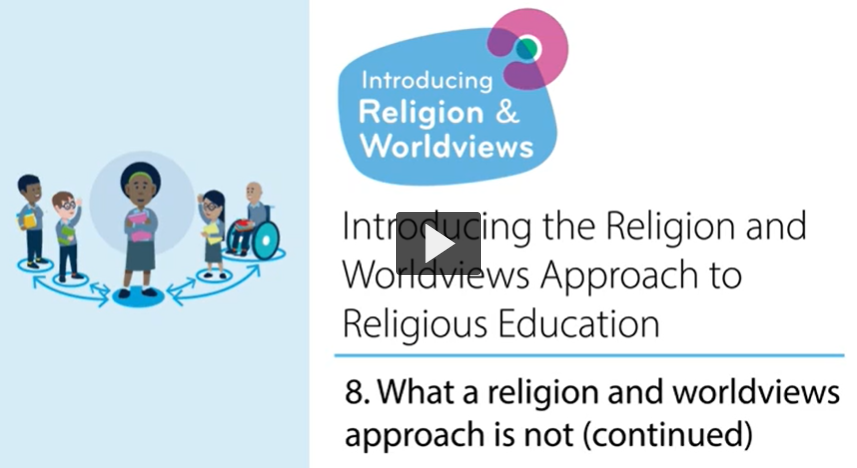 Introducing
Religion &
Worldviews
Introducing the Religion and
Worldviews Approach to
Religious Education
8. What a religion and worldviews
approach is not (continued)